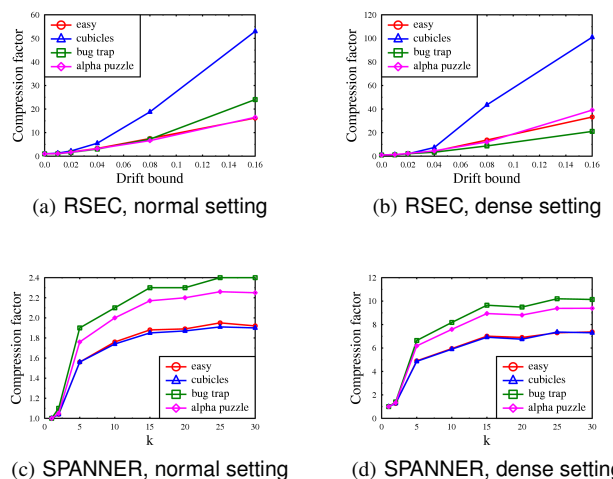 60
50
40
30
20
10
0
Compression factor
easy
cubicles
bug trap
alpha puzzle
0.0 0.02 0.04 0.06 0.08 0.1 0.12 0.14 0.16
Drift bound
(a) RSEC, normal setting
120
100
80
60
40
20
0
Compression factor
easy
cubicles
bug trap
alpha puzzle
0.0 0.02 0.04 0.06 0.08 0.1 0.12 0.14 0.16
Drift bound
(b) RSEC, dense setting
2.4
2.2
2.0
1.8
1.6
1.4
1.2
1.0
Compression factor
easy
cubicles
bug trap
alpha puzzle
0 5 10 15 20 25 30
k
(c) SPANNER, normal setting
12
10
8
6
4
2
0
Compression factor
easy
cubicles
bug trap
alpha puzzle
0 5 10 15 20 25 30
k
(d) SPANNER, dense setting